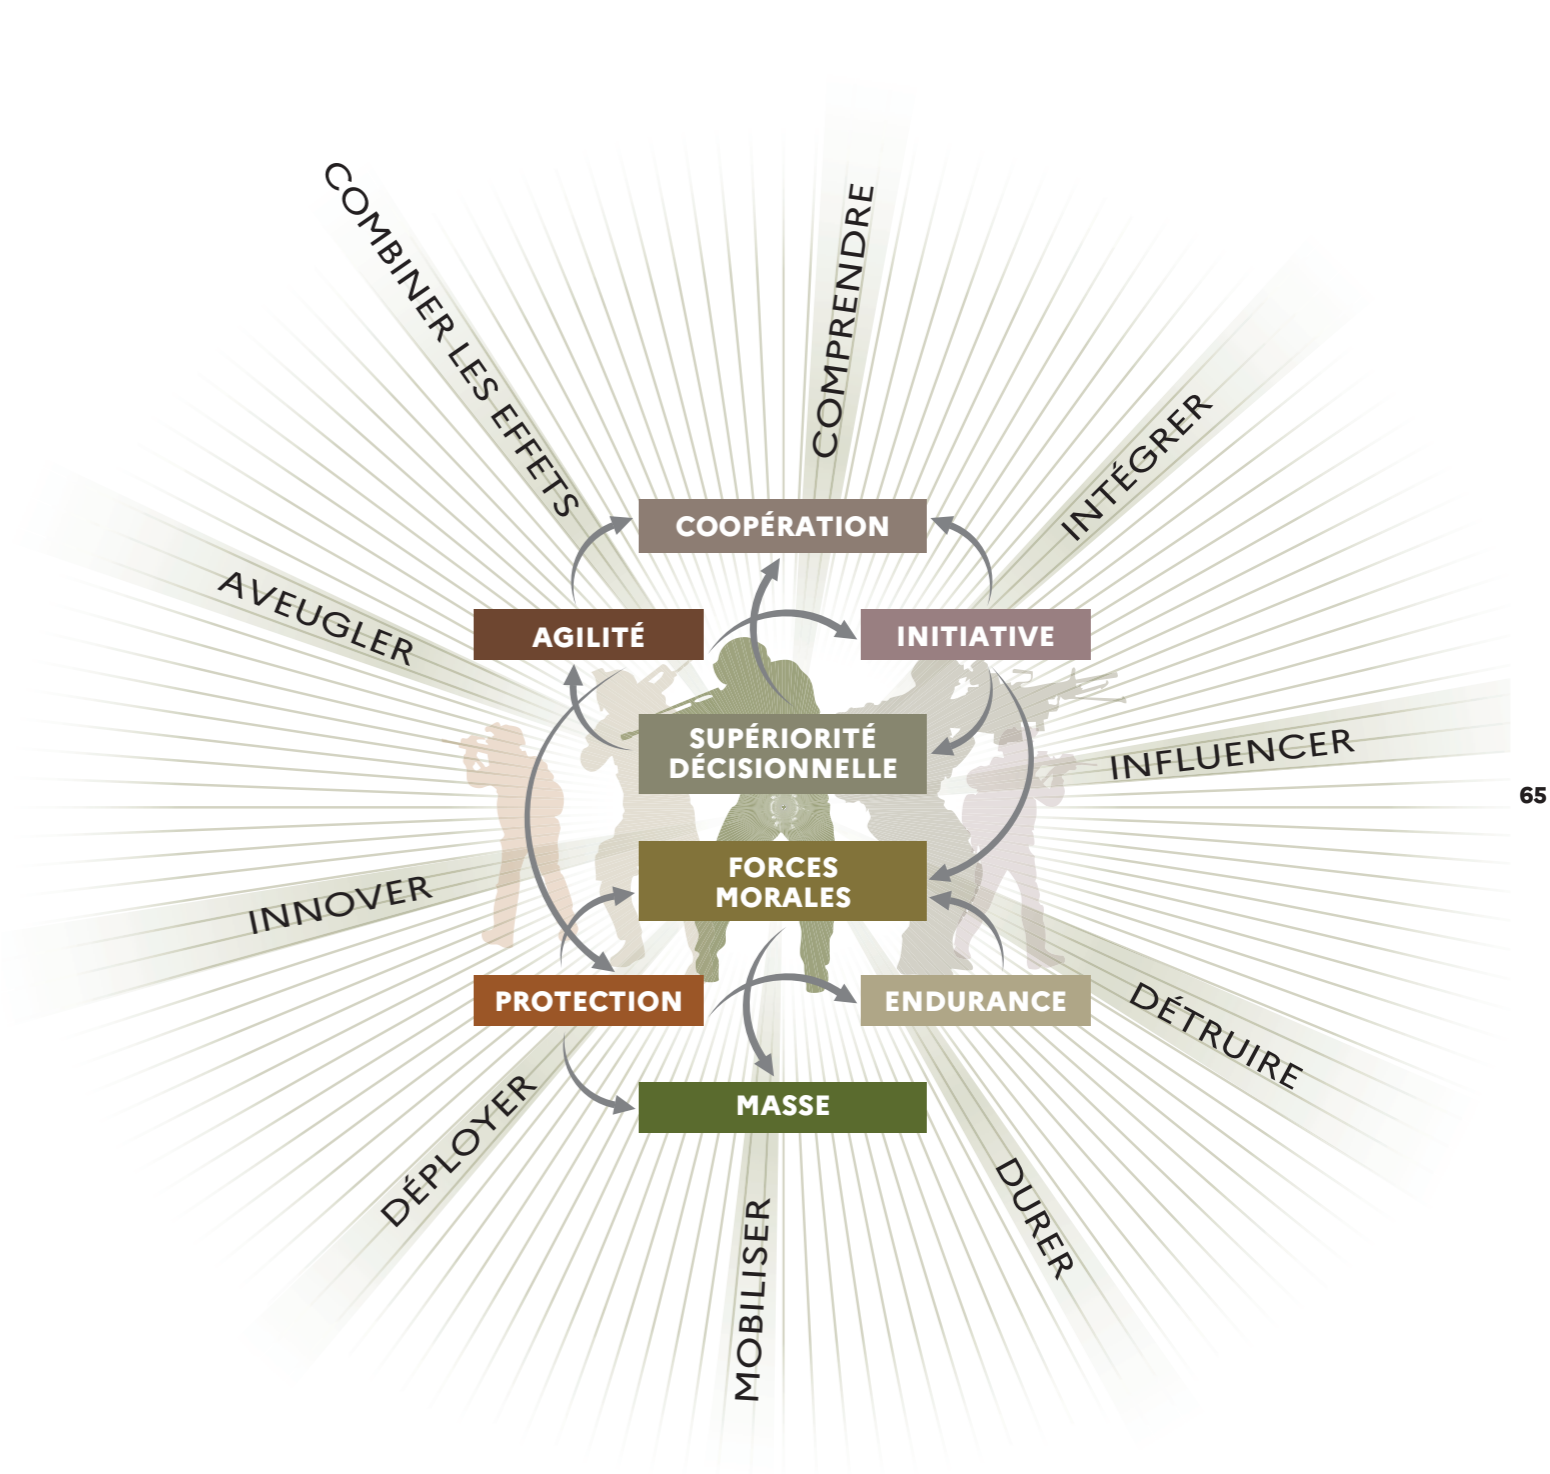 COMBINER LES EFFETS
COMPRENDRE
INTÉGRER
AVEUGLER
COOPÉRATION
AGILITÉ
INITIATIVE
SUPÉRIORITÉ
DÉCISIONNELLE
INFLUENCER
65
FORCES
MORALES
INNOVER
PROTECTION
ENDURANCE
DÉTRUIRE
MASSE
DÉPLOYER
MOBILISER
DURER